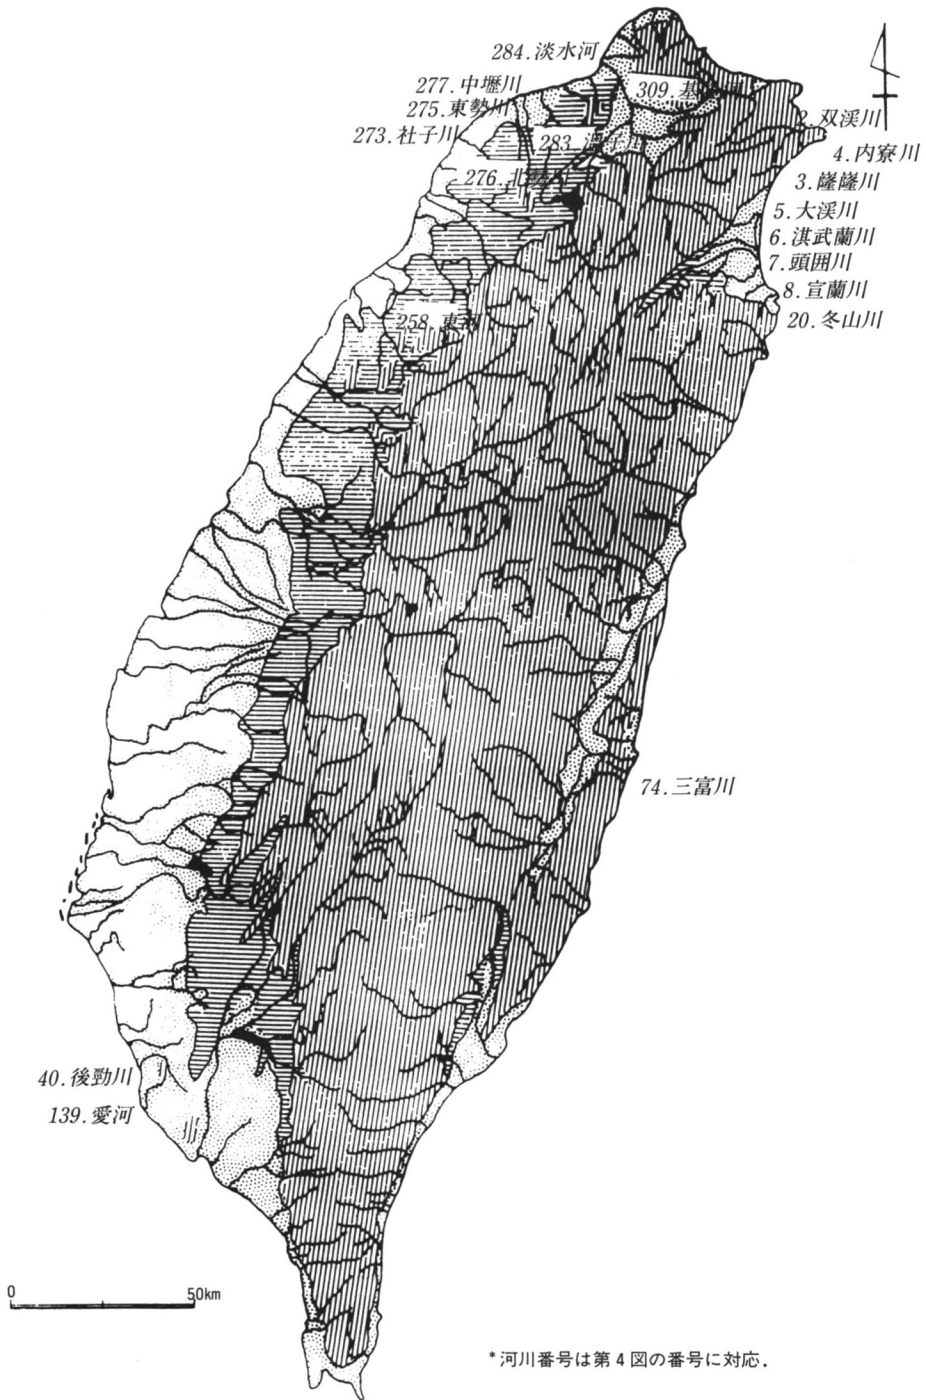 284.淡水河
277.中壢川
275.東勢川
273.社子川
309.基
283.
276.北勢
258.東
2.双渓川
4.内寮川
3.隆隆川
5.大渓川
6.淇武蘭川
7.頭囲川
8.宣蘭川
20.冬山川
74.三富川
40.後勁川
139.愛河
0 50km
*河川番号は第4図の番号に対応.